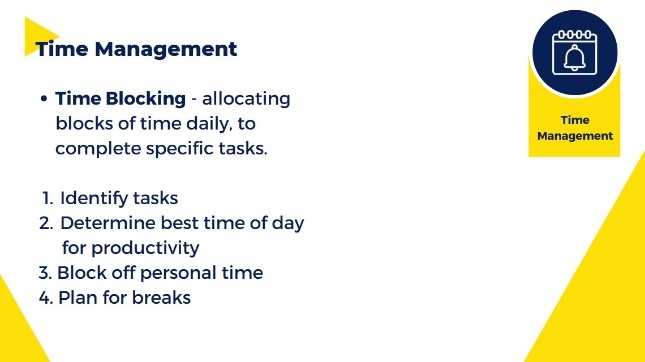 Time Management
• Time Blocking - allocating
blocks of time daily, to
complete specific tasks.
1. Identify tasks
2. Determine best time of day
for productivity
3. Block off personal time
4. Plan for breaks
Time
Management